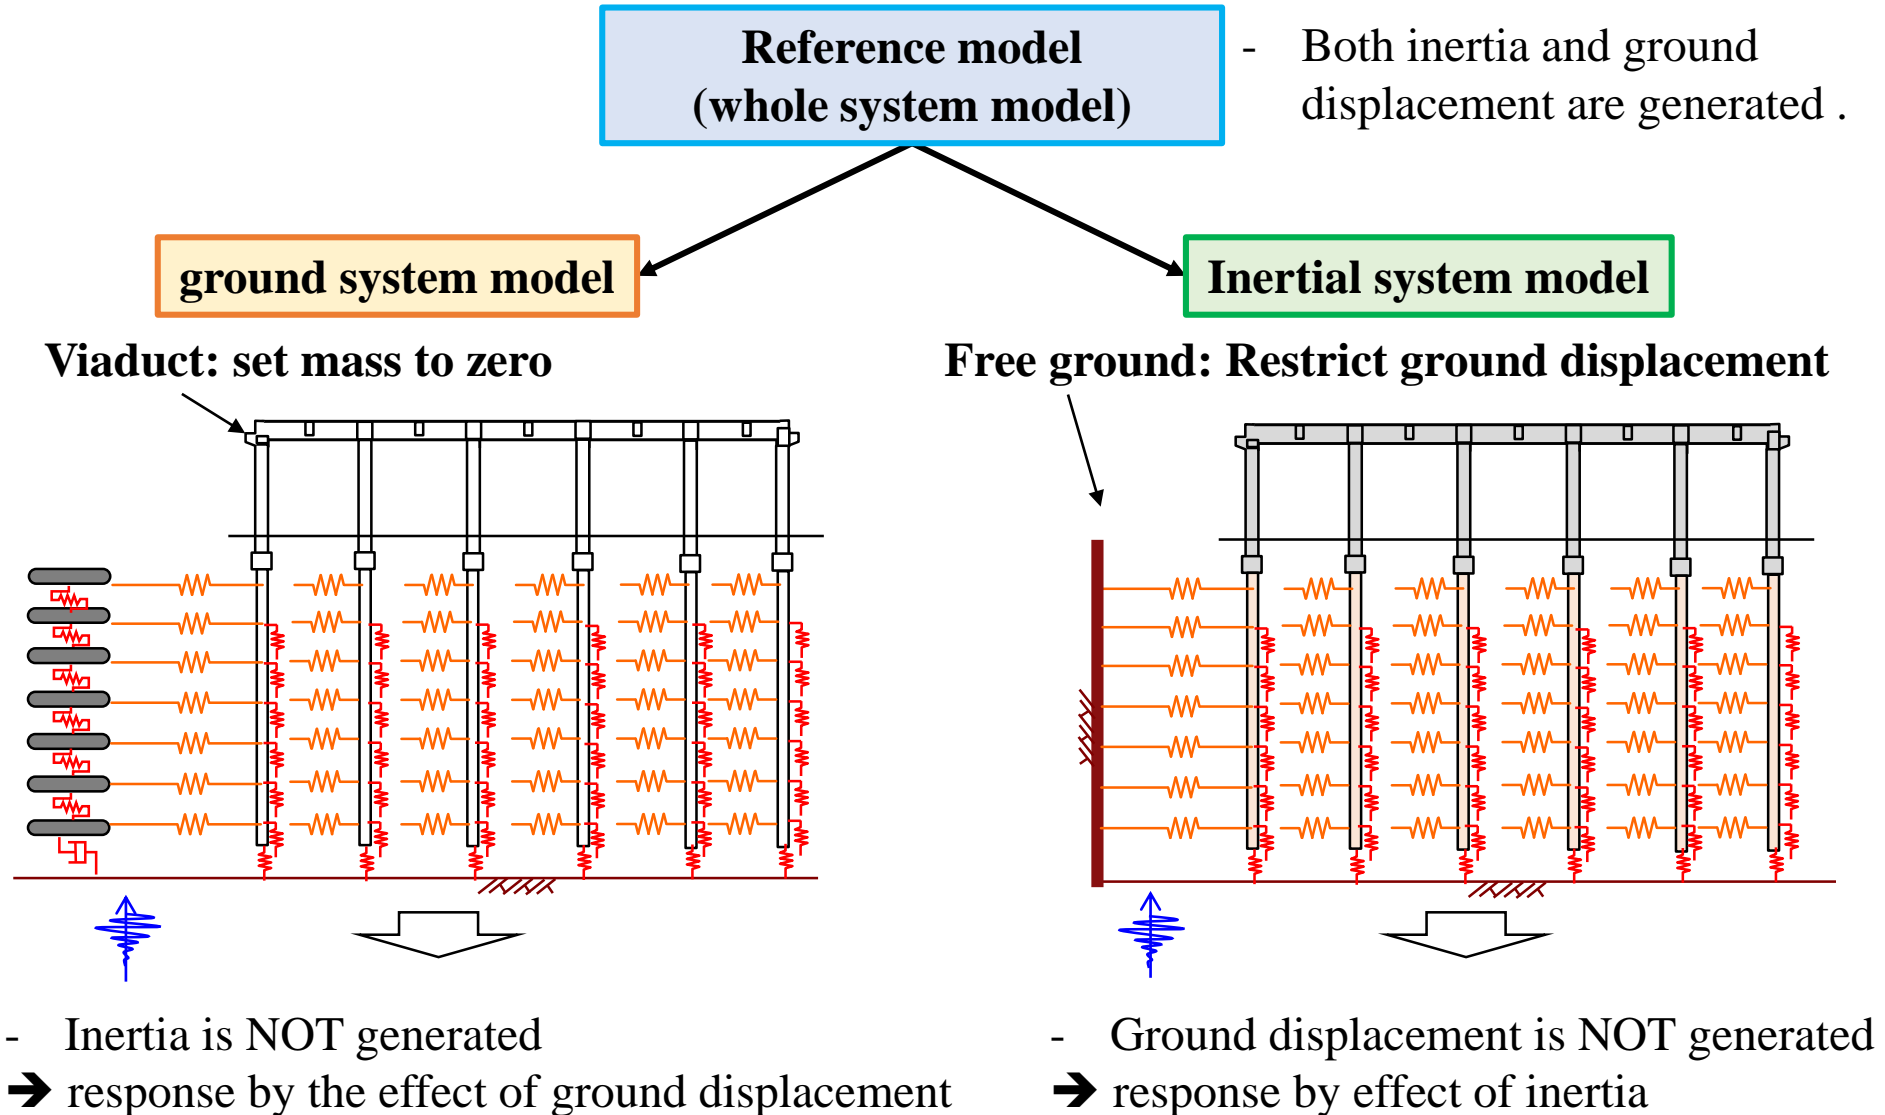 Reference model
(whole system model)
- Both inertia and ground
displacement are generated .
ground system model
Inertial system model
Viaduct: set mass to zero
Free ground: Restrict ground displacement
- Inertia is NOT generated
➔ response by the effect of ground displacement
- Ground displacement is NOT generated
➔ response by effect of inertia